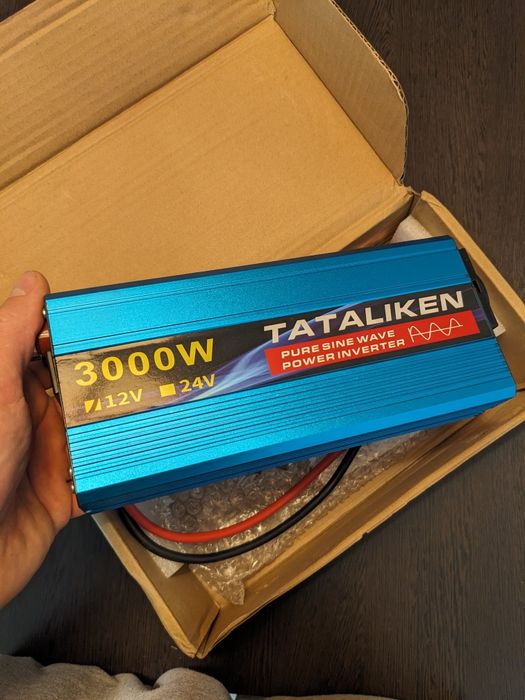 TATALIKEN
PURE SINE WAVE
POWER INVERTER
3000W
12V 24V